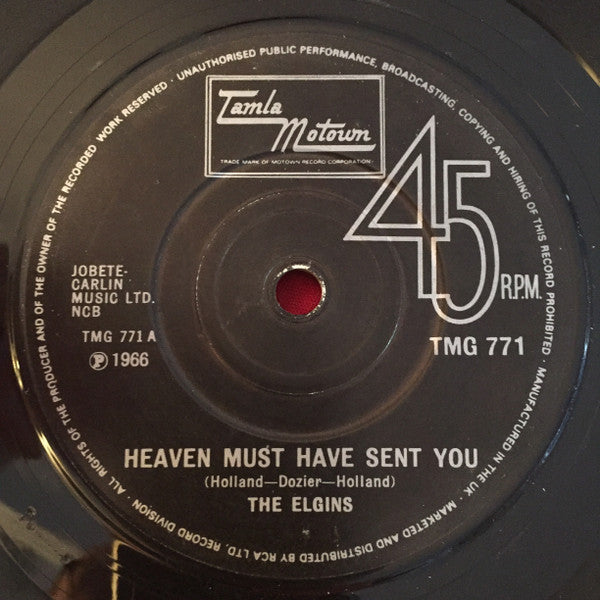 ALL RIGHTS OF THE PRODUCER AND OF THE OWNER OF THE RECORDED WORK RESERVED · UNAUTHORISED PUBLIC PERFORMANCE, BROADCASTING, COPYING AND HIRING OF THIS RECORD PROHIBITED · MANUFACTURED IN THE UK · MARKETED AND DISTRIBUTED BY RCA LTD, RECORD DIVISION ·
Tamla
Motown
TRADE MARK OF MOTOWN RECORD CORPORATION
45 R.P.M.
JOBETE-
CARLIN
MUSIC LTD.
NCB
TMG 771 A
Ⓟ 1966
TMG 771
HEAVEN MUST HAVE SENT YOU
(Holland—Dozier—Holland)
THE ELGINS